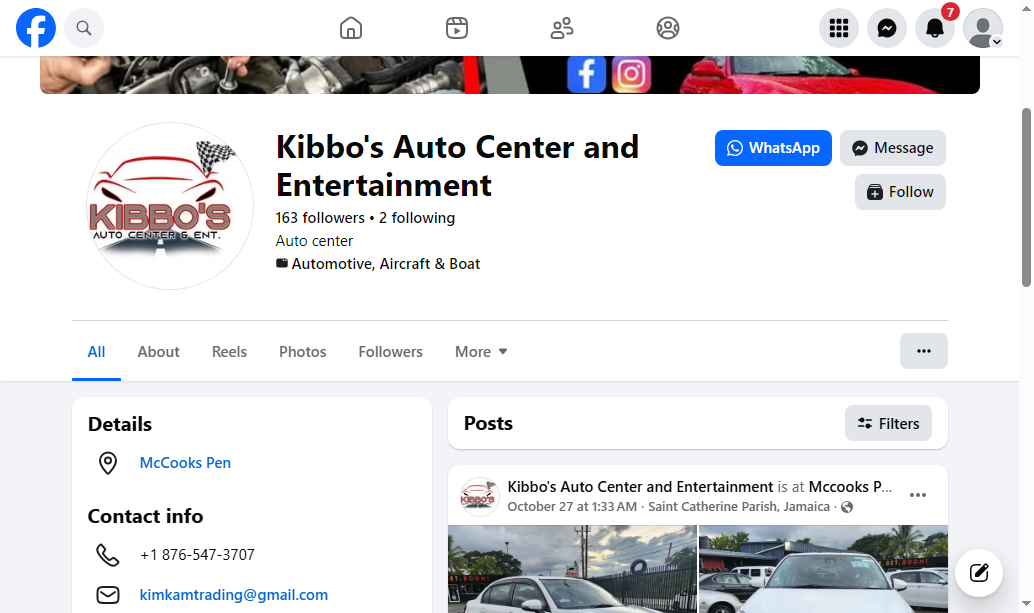 7
Kibbo's Auto Center and
Entertainment
163 followers • 2 following
Auto center
Automotive, Aircraft & Boat
WhatsApp
Message
Follow
KIBBO'S
AUTO CENTER & ENT.
All
About
Reels
Photos
Followers
More
Details
McCooks Pen
Contact info
+1 876-547-3707
kimkamtrading@gmail.com
Posts
Filters
KIBBO'S
Kibbo's Auto Center and Entertainment is at Mccooks P...
October 27 at 1:33 AM · Saint Catherine Parish, Jamaica ·